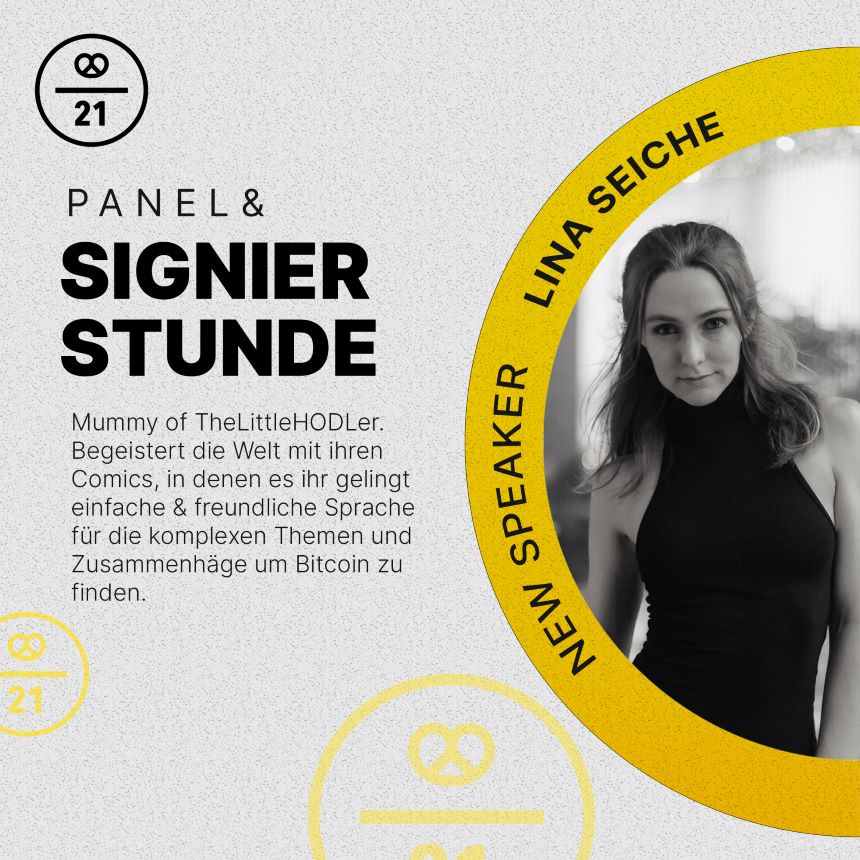 21
PANEL&
SIGNIER
STUNDE
Mummy of TheLittleHODLer.
Begeistert die Welt mit ihren
Comics, in denen es ihr gelingt
einfache & freundliche Sprache
für die komplexen Themen und
Zusammenhäge um Bitcoin zu
finden.
NEW SPEAKER LINA SEICHE
21
21